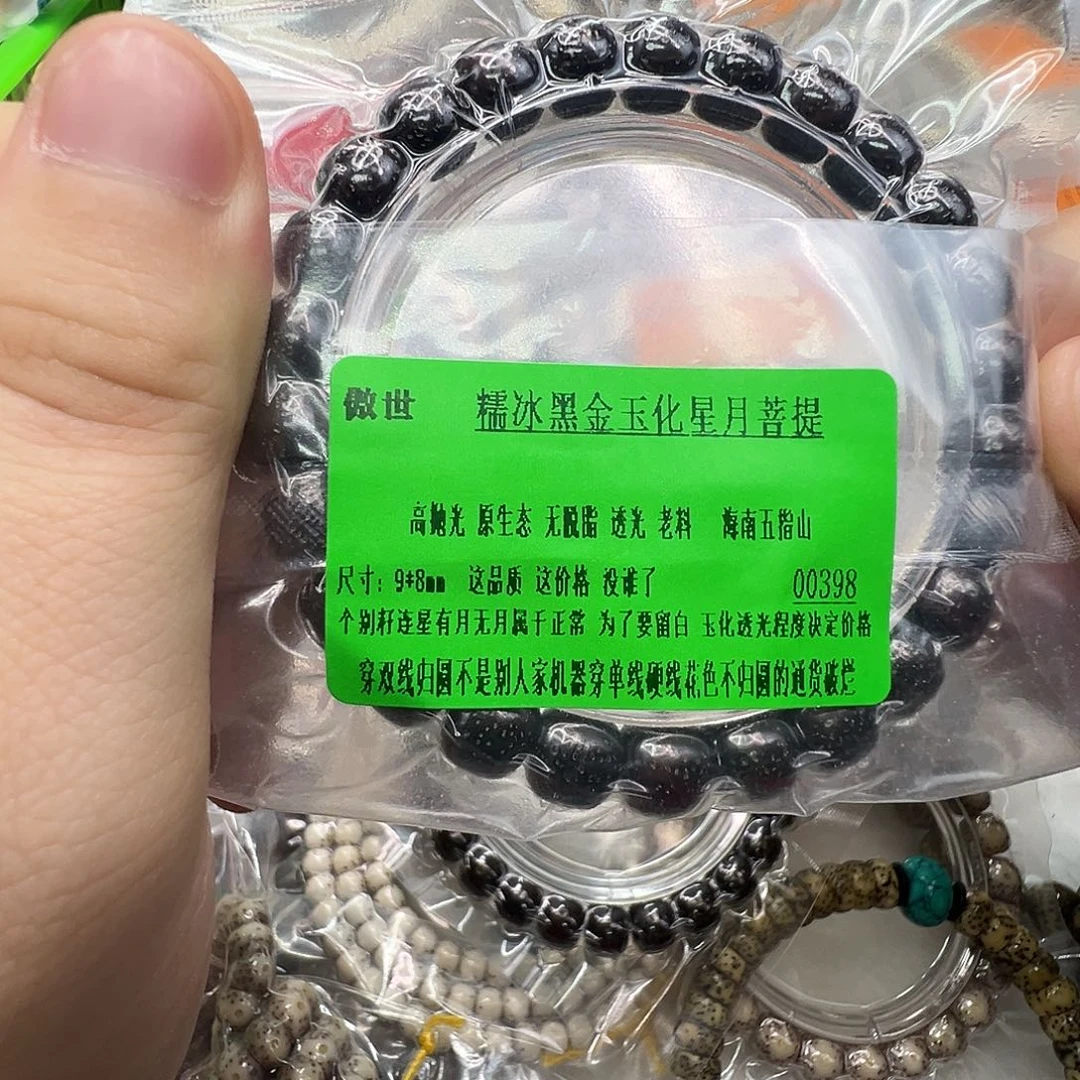 傲世 糯冰黑金玉化星月菩提
高抛光 原生态 无脱脂 透光 老料 海南五指山
尺寸：9*8mm 这品质 这价格 没谁了 00398
个别籽连星有月无月属于正常 为了要留白 玉化透光程度决定价格
穿双线归圆不是别人家机器穿单线硬线花色不归圆的通货破烂